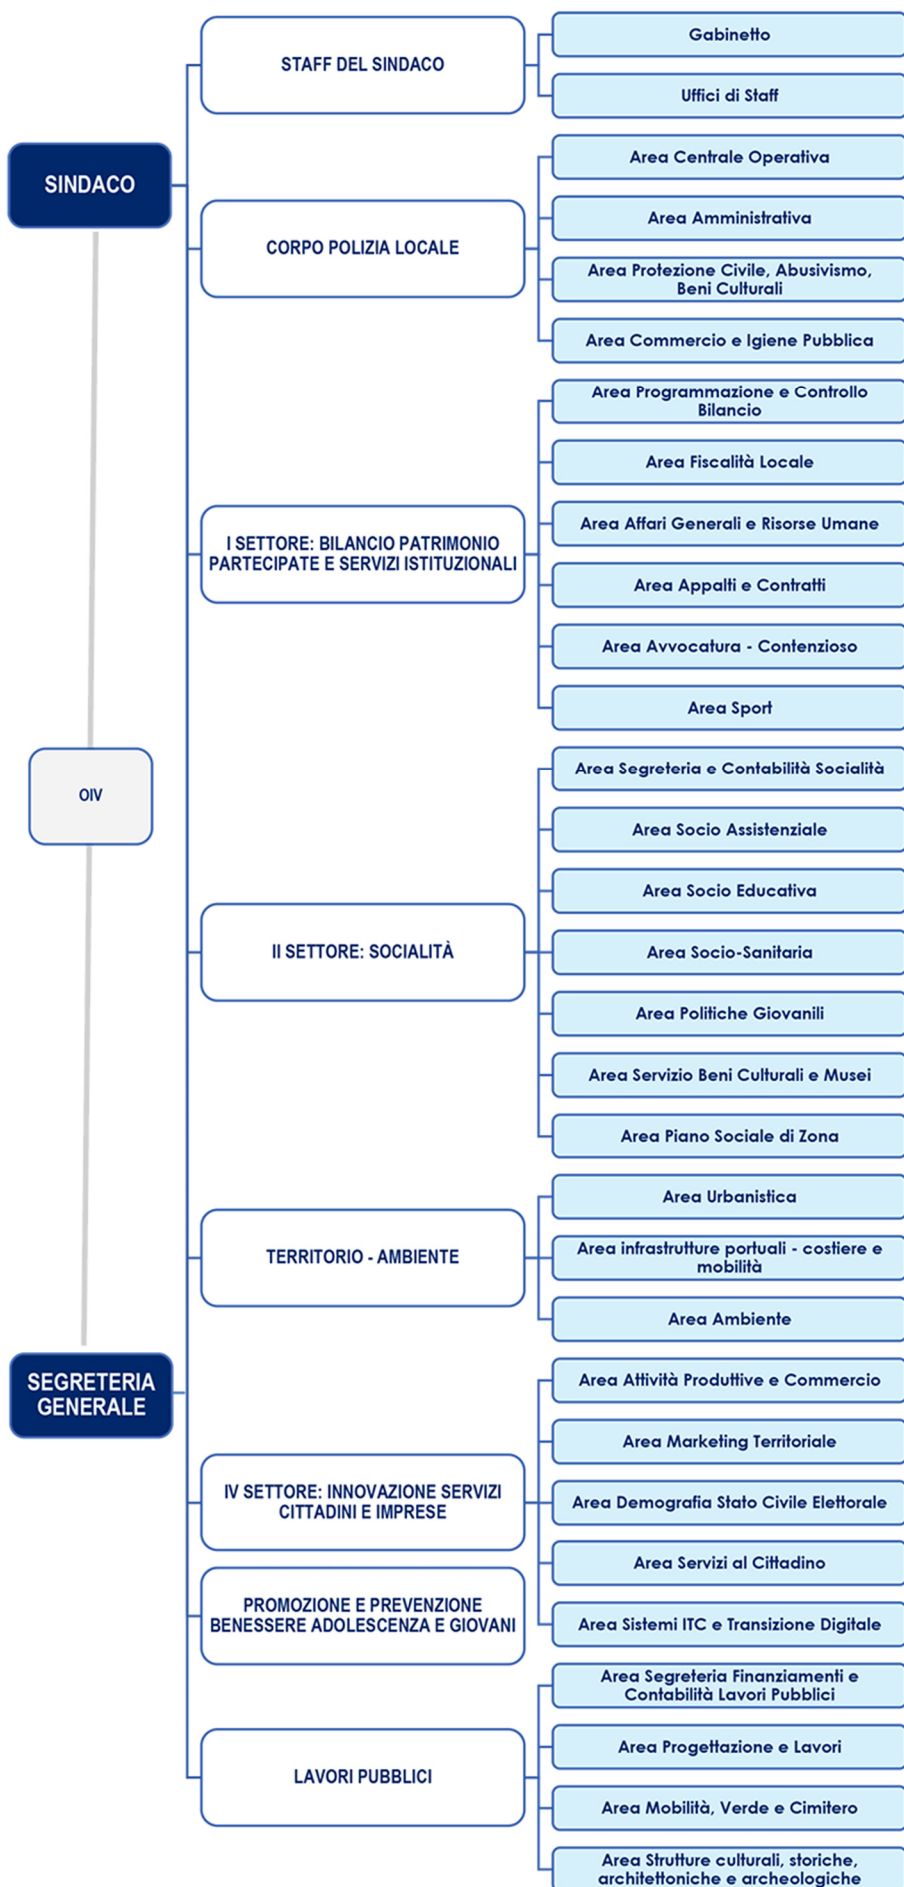 SINDACO
OIV
SEGRETERIA
GENERALE
STAFF DEL SINDACO
Gabinetto
Uffici di Staff
CORPO POLIZIA LOCALE
Area Centrale Operativa
Area Amministrativa
Area Protezione Civile, Abusivismo,
Beni Culturali
Area Commercio e Igiene Pubblica
I SETTORE: BILANCIO PATRIMONIO
PARTECIPATE E SERVIZI ISTITUZIONALI
Area Programmazione e Controllo
Bilancio
Area Fiscalità Locale
Area Affari Generali e Risorse Umane
Area Appalti e Contratti
Area Avvocatura - Contenzioso
Area Sport
II SETTORE: SOCIALITÀ
Area Segreteria e Contabilità Socialità
Area Socio Assistenziale
Area Socio Educativa
Area Socio-Sanitaria
Area Politiche Giovanili
Area Servizio Beni Culturali e Musei
Area Piano Sociale di Zona
TERRITORIO - AMBIENTE
Area Urbanistica
Area infrastrutture portuali - costiere e
mobilità
Area Ambiente
IV SETTORE: INNOVAZIONE SERVIZI
CITTADINI E IMPRESE
Area Attività Produttive e Commercio
Area Marketing Territoriale
Area Demografia Stato Civile Elettorale
Area Servizi al Cittadino
Area Sistemi ITC e Transizione Digitale
PROMOZIONE E PREVENZIONE
BENESSERE ADOLESCENZA E GIOVANI
LAVORI PUBBLICI
Area Segreteria Finanziamenti e
Contabilità Lavori Pubblici
Area Progettazione e Lavori
Area Mobilità, Verde e Cimitero
Area Strutture culturali, storiche,
architettoniche e archeologiche